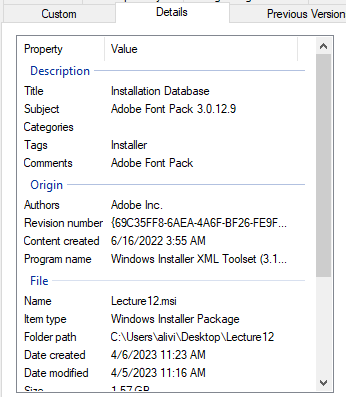 Custom Details Previous Version
Property Value
Description
Title Installation Database
Subject Adobe Font Pack 3.0.12.9
Categories
Tags Installer
Comments Adobe Font Pack
Origin
Authors Adobe Inc.
Revision number {69C35FF8-6AEA-4A6F-BF26-FE9F...
Content created 6/16/2022 3:55 AM
Program name Windows Installer XML Toolset (3.1...
File
Name Lecture12.msi
Item type Windows Installer Package
Folder path C:\Users\alivi\Desktop\Lecture12
Date created 4/6/2023 11:23 AM
Date modified 4/5/2023 11:16 AM
Size 1.57 GB